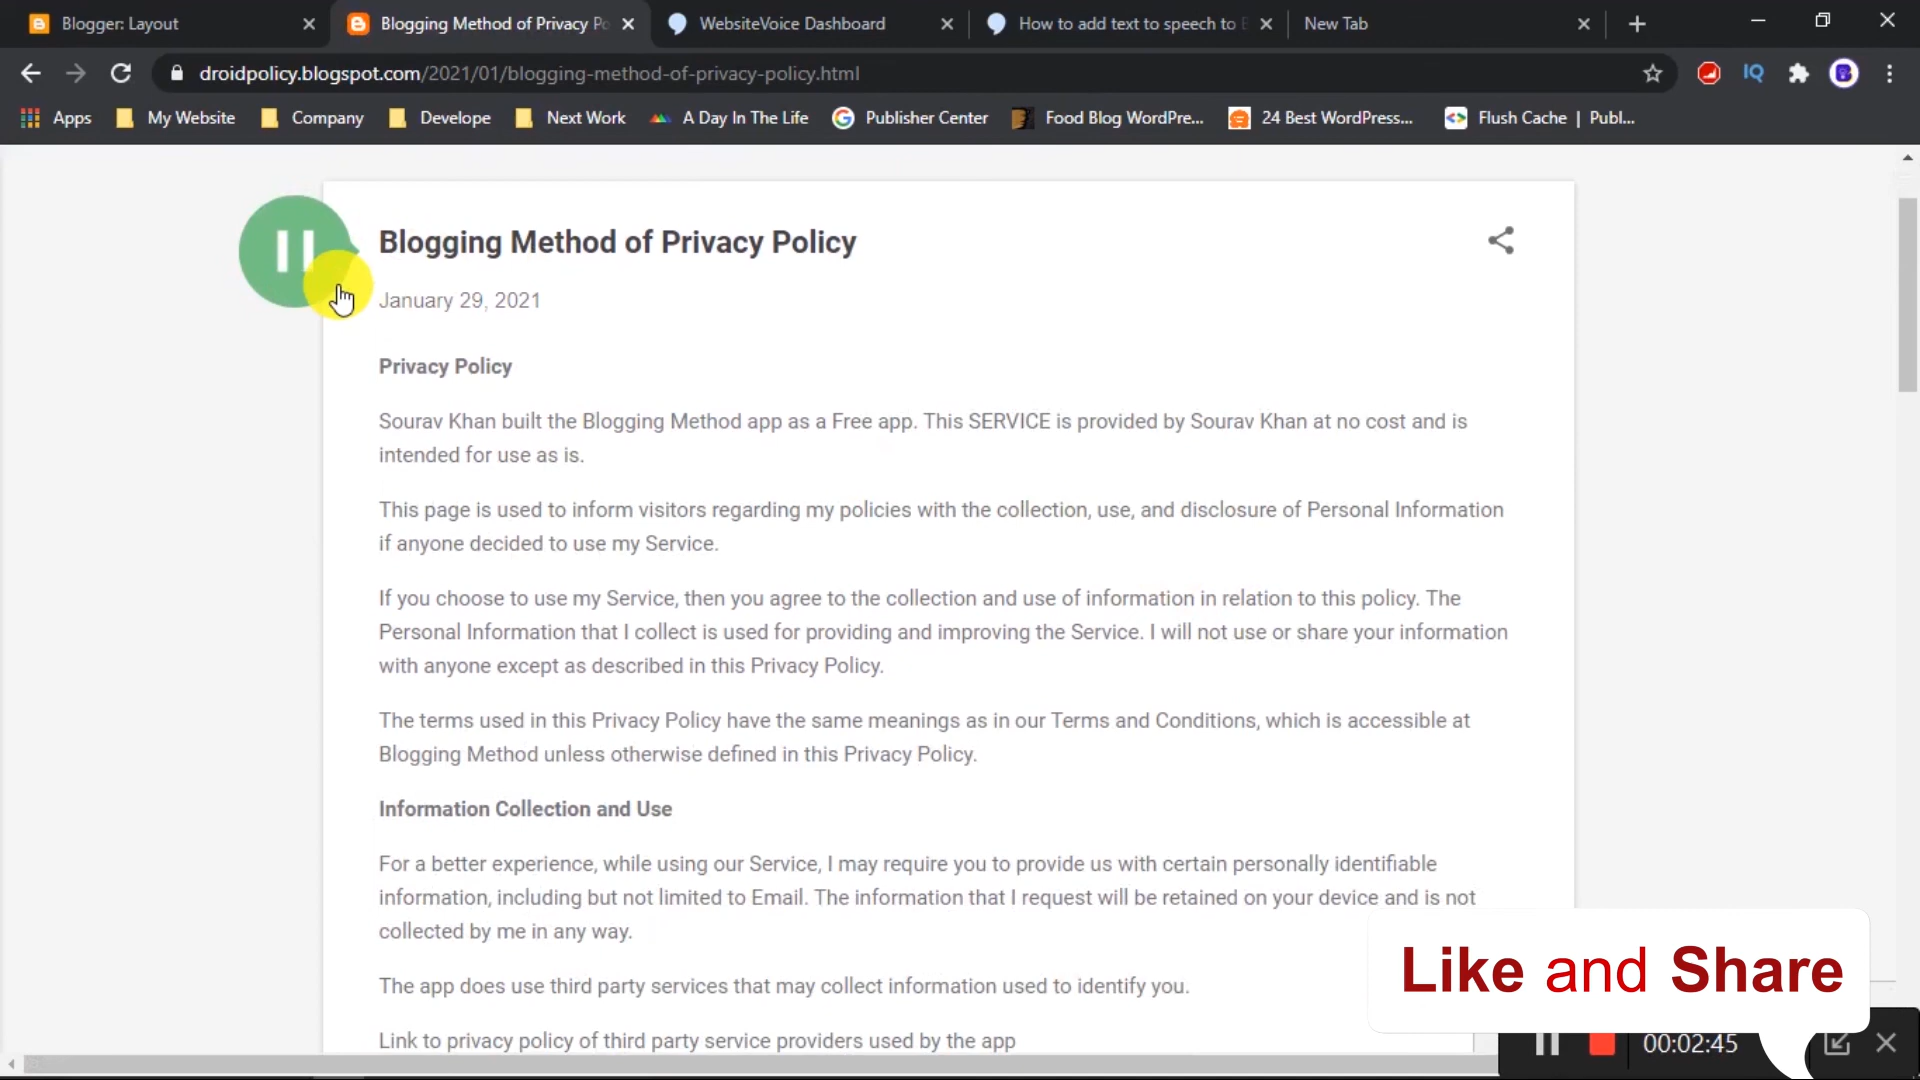 Blogger: Layout
Blogging Method of Privacy Po
WebsiteVoice Dashboard
How to add text to speech to B
New Tab
droidpolicy.blogspot.com/2021/01/blogging-method-of-privacy-policy.html
Apps
My Website
Company
Develope
Next Work
A Day In The Life
Publisher Center
Food Blog WordPre...
24 Best WordPress...
Flush Cache | Publ...
Blogging Method of Privacy Policy
January 29, 2021
Privacy Policy
Sourav Khan built the Blogging Method app as a Free app. This SERVICE is provided by Sourav Khan at no cost and is
intended for use as is.
This page is used to inform visitors regarding my policies with the collection, use, and disclosure of Personal Information
if anyone decided to use my Service.
If you choose to use my Service, then you agree to the collection and use of information in relation to this policy. The
Personal Information that I collect is used for providing and improving the Service. I will not use or share your information
with anyone except as described in this Privacy Policy.
The terms used in this Privacy Policy have the same meanings as in our Terms and Conditions, which is accessible at
Blogging Method unless otherwise defined in this Privacy Policy.
Information Collection and Use
For a better experience, while using our Service, I may require you to provide us with certain personally identifiable
information, including but not limited to Email. The information that I request will be retained on your device and is not
collected by me in any way.
The app does use third party services that may collect information used to identify you.
Link to privacy policy of third party service providers used by the app
Like and Share
00:02:45